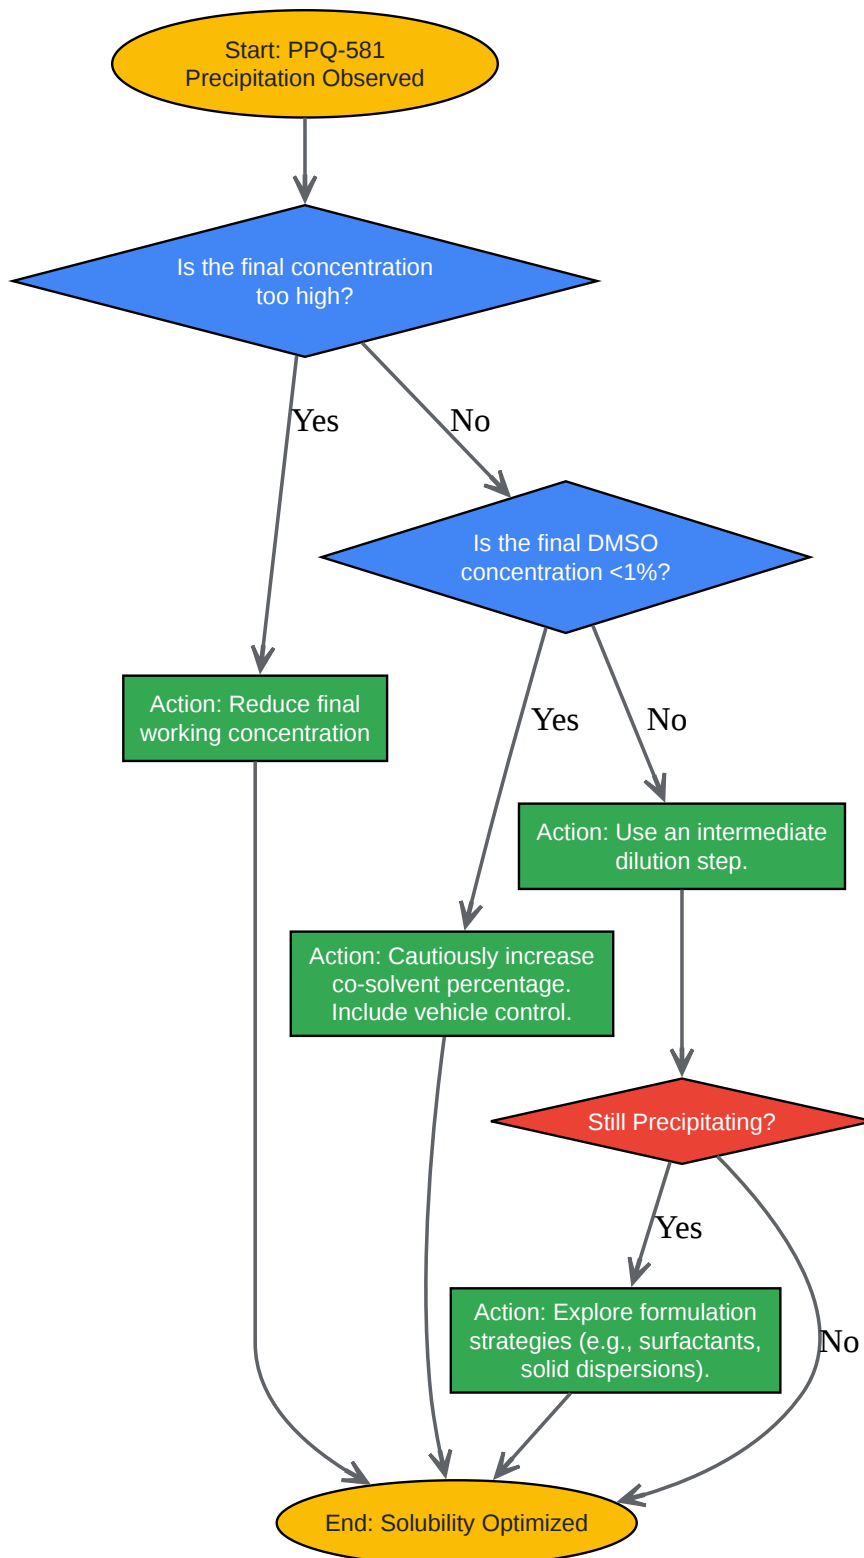 Start: PPQ-581
Precipitation Observed
Is the final concentration
too high?
Yes
No
Is the final DMSO
concentration <1%?
Action: Reduce final
working concentration
Yes
No
Action: Use an intermediate
dilution step.
Action: Cautiously increase
co-solvent percentage.
Include vehicle control.
Still Precipitating?
Yes
Action: Explore formulation
strategies (e.g., surfactants,
solid dispersions).
No
End: Solubility Optimized